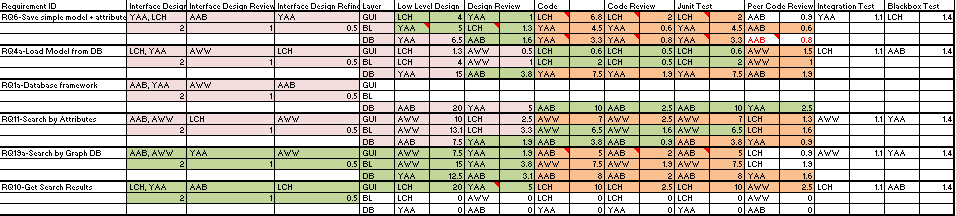 Requirement ID Interface Design Interface Design Review Interface Design Refine Layer Low Level Design Design Review Code Code Review Junit Test Peer Code Review Integration Test Blackbox Test
RQ6-Save simple model + attribute YAA, LCH AAB YAA GUI LCH 4 YAA 1 LCH 6.8 LCH 2 LCH 2 AAB 0.9 YAA 1.1 LCH 1.4
2 1 0.5 BL YAA 5 LCH 1.3 YAA 4.5 YAA 0.6 YAA 4.5 AAB 0.6
DB YAA 6.5 AAB 1.6 YAA 3.3 YAA 0.8 YAA 3.3 AAB 0.8
RQ4a-Load Model from DB LCH, YAA AWW LCH GUI LCH 1.3 AWW 0.5 LCH 0.6 LCH 0.5 LCH 0.6 AWW 1.5 LCH 1.1 AAB 1.4
2 1 0.5 BL LCH 4 AWW 1 LCH 2 LCH 0.5 LCH 2 AWW 0.5
DB YAA 15 AAB 3.8 YAA 7.5 YAA 1.9 YAA 7.5 AAB 1.9
RQ1a-Database framework AAB, YAA AWW AAB GUI
2 1 0.5 BL
DB AAB 20 YAA 5 AAB 10 AAB 2.5 AAB 10 YAA 2.5
RQ11-Search by Attributes AAB, AWW LCH AWW GUI AWW 10 LCH 2.5 AWW 7 AWW 2.5 AWW 7 LCH 1.3 AWW 1.1 YAA 1.4
2 1 0.5 BL AWW 13.1 LCH 3.3 AWW 6.5 AWW 1.6 AWW 6.5 LCH 1.6
DB AAB 7.5 YAA 1.9 AAB 3.8 AAB 0.9 AAB 3.8 YAA 0.9
RQ19a-Search by Graph DB AAB, AWW YAA AWW GUI AWW 7.5 YAA 1.9 AAB 5 AAB 2 AAB 5 LCH 0.9 AWW 1.1 YAA 1.4
2 1 0.5 BL AWW 15 YAA 3.8 AWW 7.5 AWW 1.9 AWW 7.5 LCH 1.9
DB YAA 12.5 AAB 3.1 AAB 8 AAB 2 AAB 8 YAA 1.6
RQ10-Get Search Results LCH, YAA AAB LCH GUI LCH 20 YAA 5 LCH 10 LCH 2.5 LCH 10 AWW 2.5 LCH 1.1 AAB 1.4
2 1 0.5 BL LCH 0 AWW 0 LCH 0 LCH 0 LCH 0 AWW 0
DB YAA 0 AAB 0 YAA 0 YAA 0 YAA 0 AAB 0